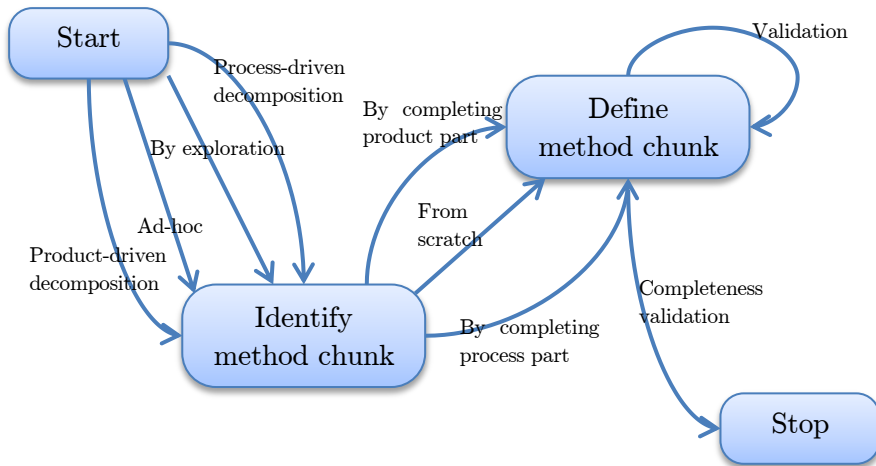 Start
Validation
Process-driven
decomposition
By completing
product part
Define
method chunk
By exploration
From
scratch
Ad-hoc
Product-driven
decomposition
Completeness
validation
Identify
method chunk
By completing
process part
Stop